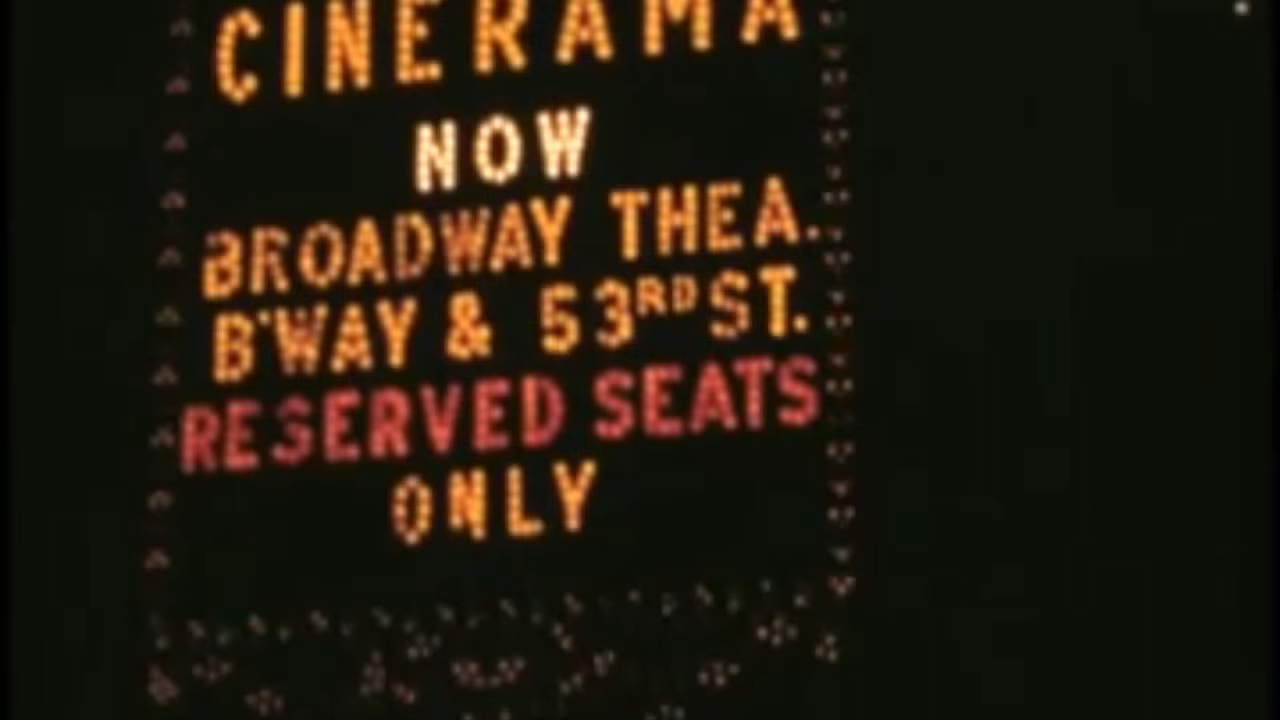 CINERAMA
NOW
BROADWAY THEA.
B'WAY & 53RD ST.
RESERVED SEATS
ONLY